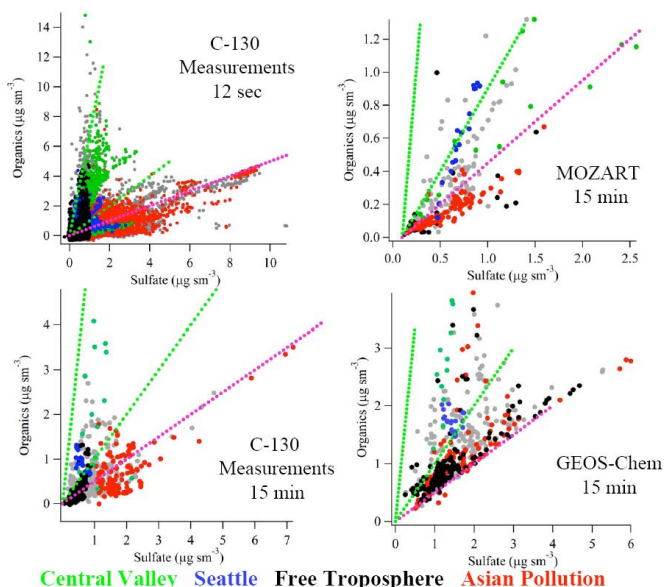 C-130
Measurements
12 sec
Organics (µg sm⁻³)
14
12
10
8
6
4
2
0
0 2 4 6 8 10
Sulfate (µg sm⁻³)
MOZART
15 min
Organics (µg sm⁻³)
1.2
1.0
0.8
0.6
0.4
0.2
0.0
0.0 0.5 1.0 1.5 2.0 2.5
Sulfate (µg sm⁻³)
C-130
Measurements
15 min
Organics (µg sm⁻³)
4
3
2
1
0
1 2 3 4 5 6 7
Sulfate (µg sm⁻³)
GEOS-Chem
15 min
Organics (µg sm⁻³)
3
2
1
0
0 1 2 3 4 5 6
Sulfate (µg sm⁻³)
Central Valley Seattle Free Troposphere Asian Pollution